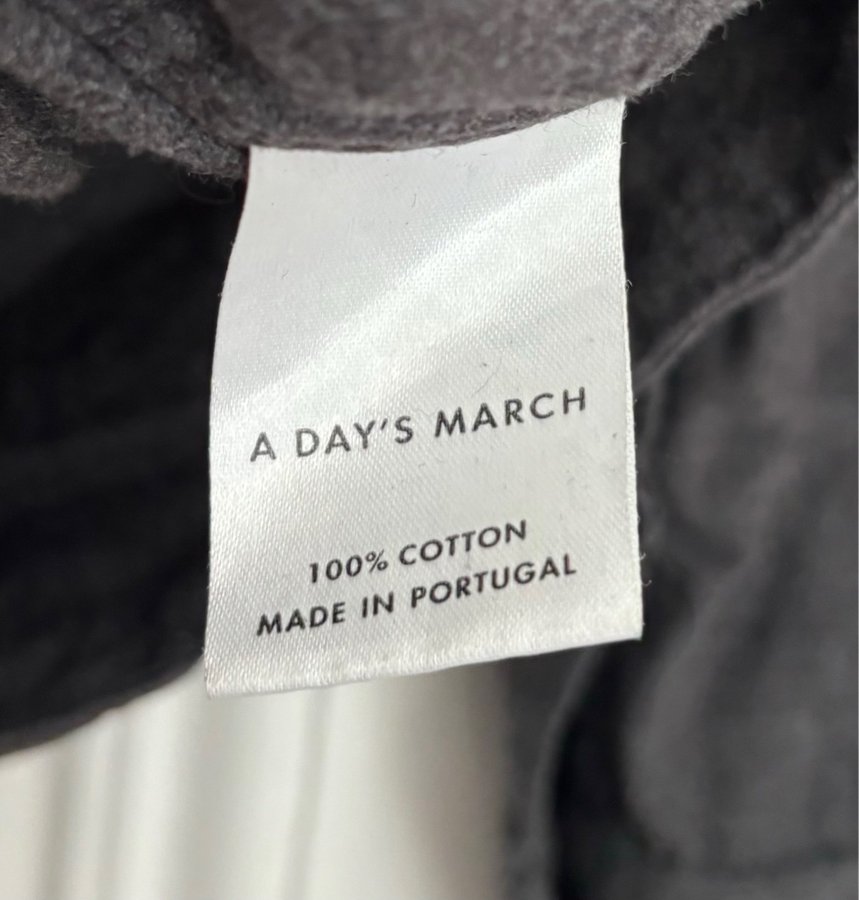 A DAY'S MARCH
100% COTTON
MADE IN PORTUGAL